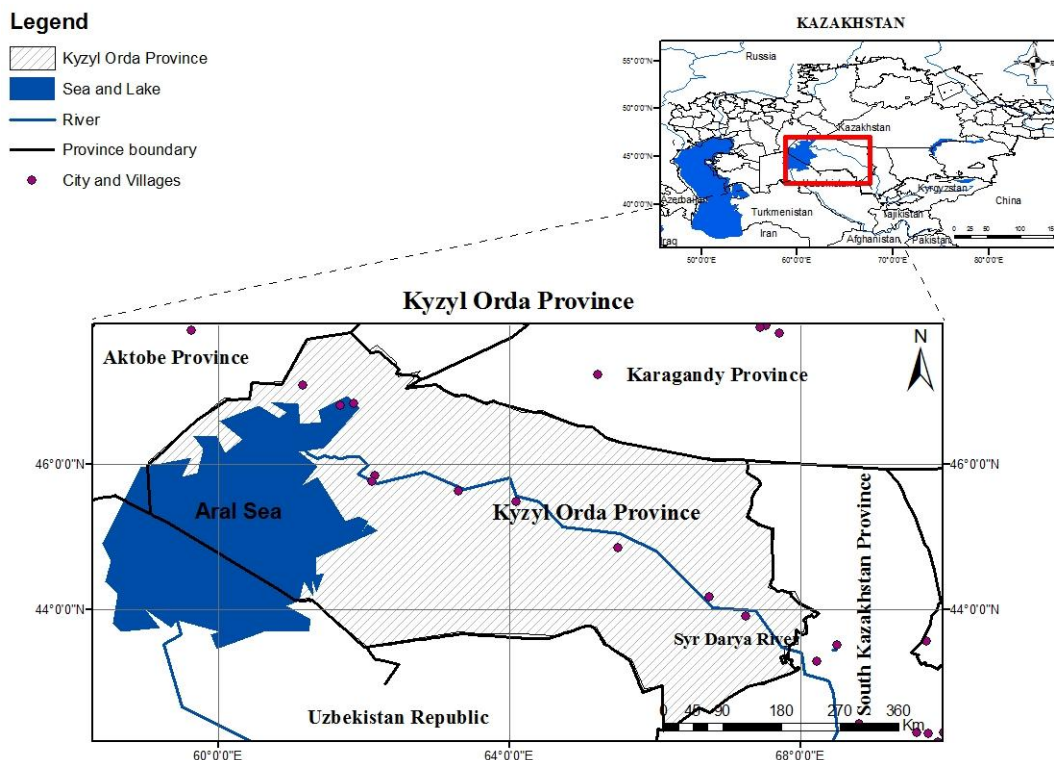 Legend
Kyzyl Orda Province
Sea and Lake
River
Province boundary
City and Villages
KAZAKHSTAN
Russia
N
S
Kazakhstan
Kyrgyzstan
Azerbaijan
Turkmenistan
Tajikistan
China
Iran
Afghanistan
Pakistan
55°0'0"N
50°0'0"N
45°0'0"N
40°0'0"N
0 25 50 100 150
50°0'0"E 60°0'0"E 70°0'0"E 80°0'0"E
Kyzyl Orda Province
Aktobe Province
Karagandy Province
N
46°0'0"N 46°0'0"N
Aral Sea
Kyzyl Orda Province
South Kazakhstan Province
44°0'0"N 44°0'0"N
Syr Darya River
Uzbekistan Republic
0 45 90 180 270 360
Km
60°0'0"E 64°0'0"E 68°0'0"E